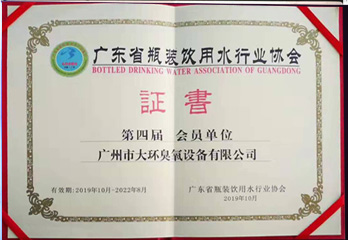 广东省瓶装饮用水行业协会
BOTTLED DRINKING WATER ASSOCIATION OF GUANGDONG
証書
第四届 会员单位
广州市大环臭氧设备有限公司
有效期:2019年10月-2022年8月
广东省瓶装饮用水行业协会
2019年10月